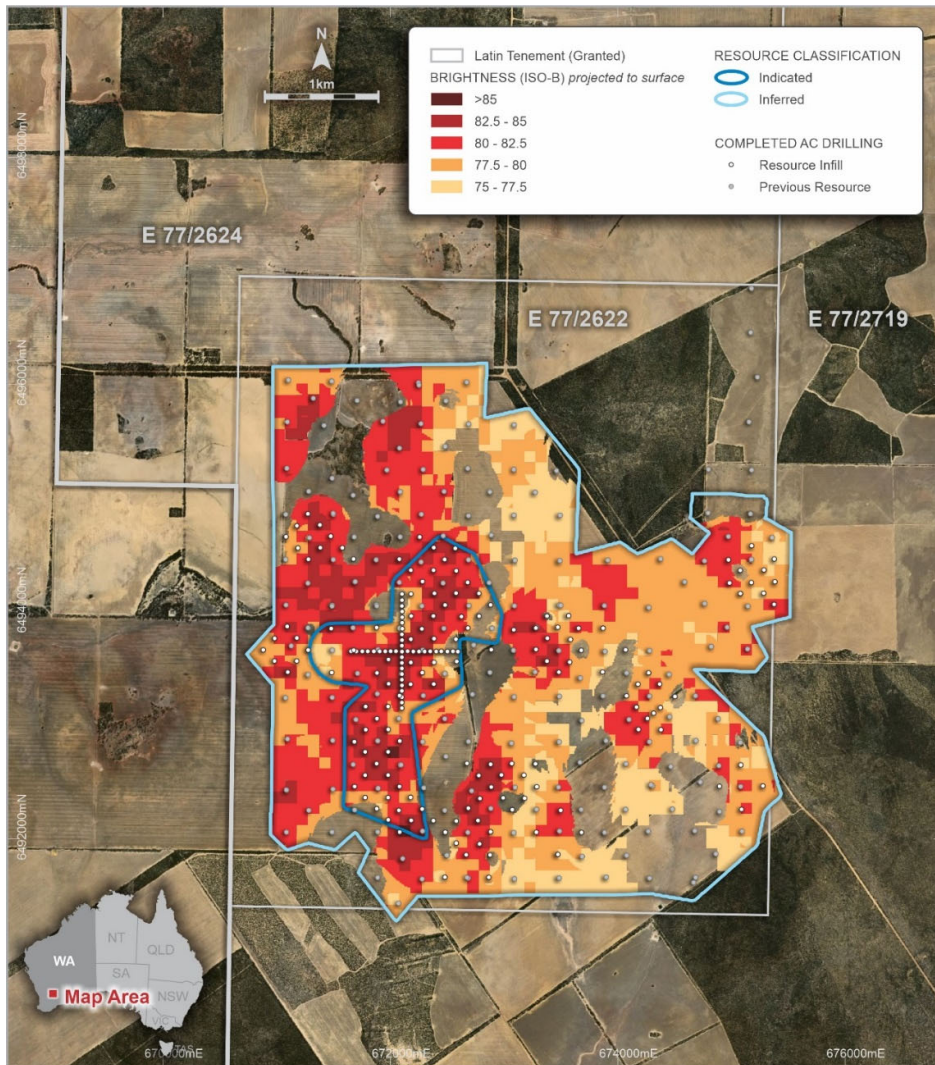 N
1km
Latin Tenement (Granted)
BRIGHTNESS (ISO-B) projected to surface
>85
82.5 - 85
80 - 82.5
77.5 - 80
75 - 77.5
RESOURCE CLASSIFICATION
Indicated
Inferred
COMPLETED AC DRILLING
Resource Infill
Previous Resource
6498000mN
E 77/2624
E 77/2622
E 77/2719
6496000mN
6494000mN
6492000mN
WA
NT
QLD
SA
NSW
VIC
TAS
Map Area
670000mE
672000mE
674000mE
676000mE